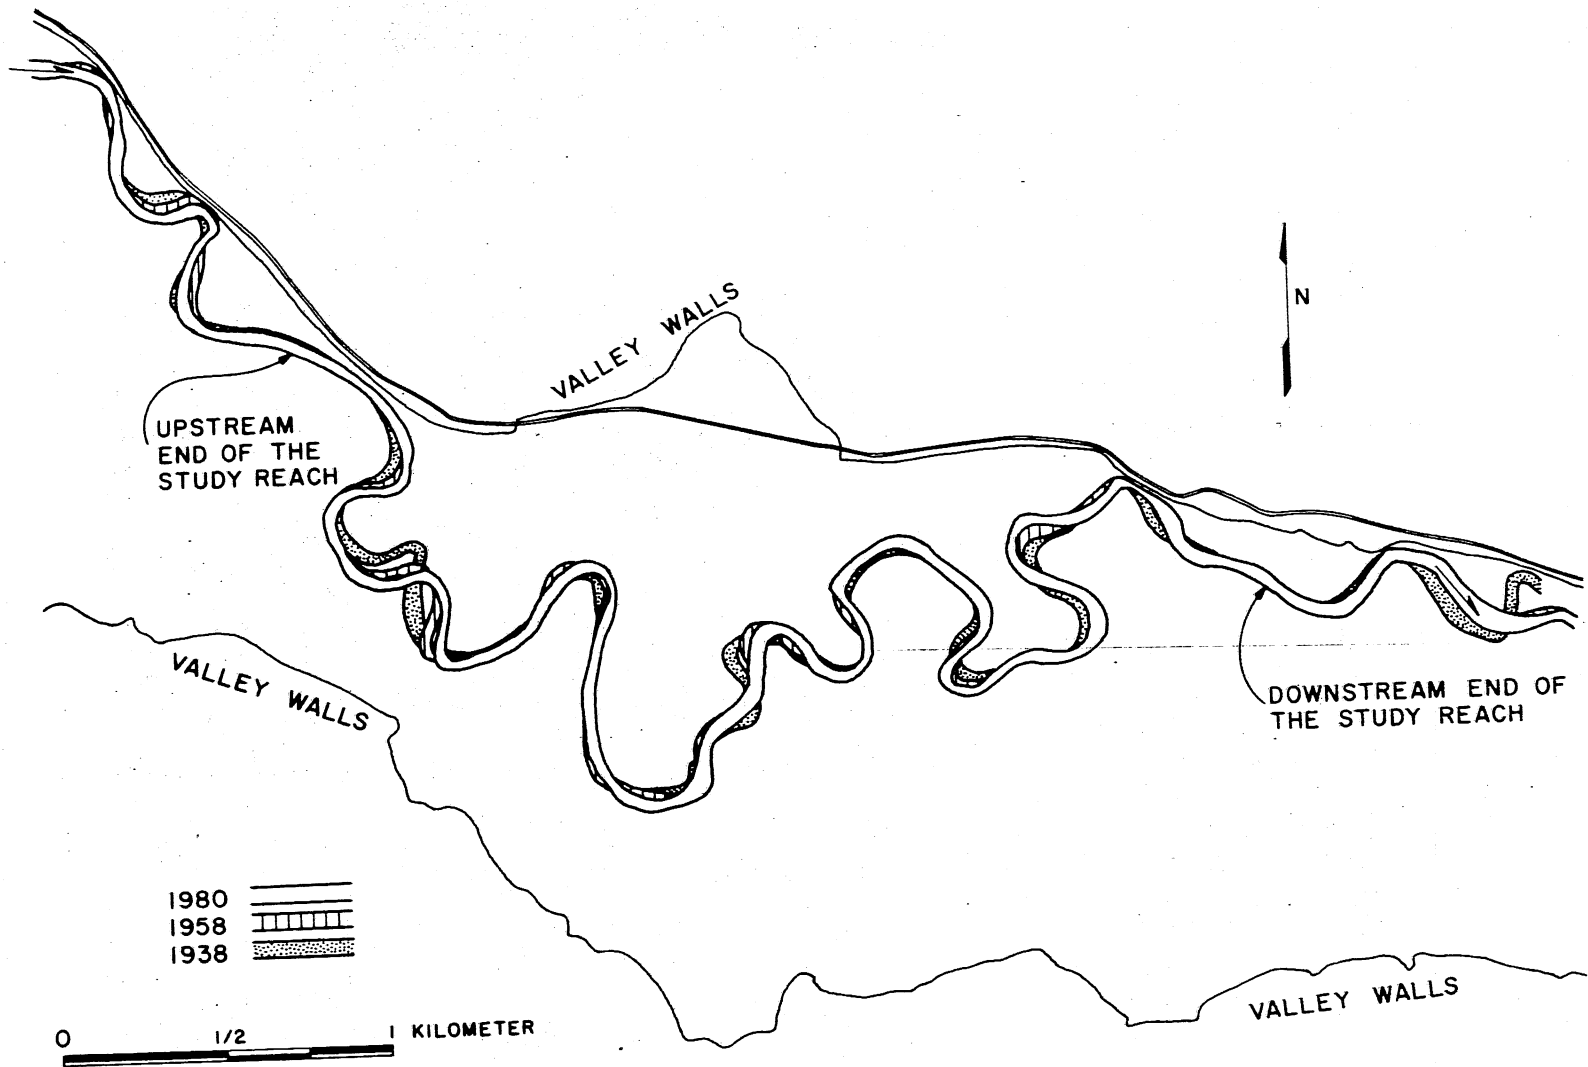 VALLEY WALLS
N
UPSTREAM
END OF THE
STUDY REACH
VALLEY WALLS
DOWNSTREAM END OF
THE STUDY REACH
1980
1958
1938
VALLEY WALLS
0 1/2 1 KILOMETER